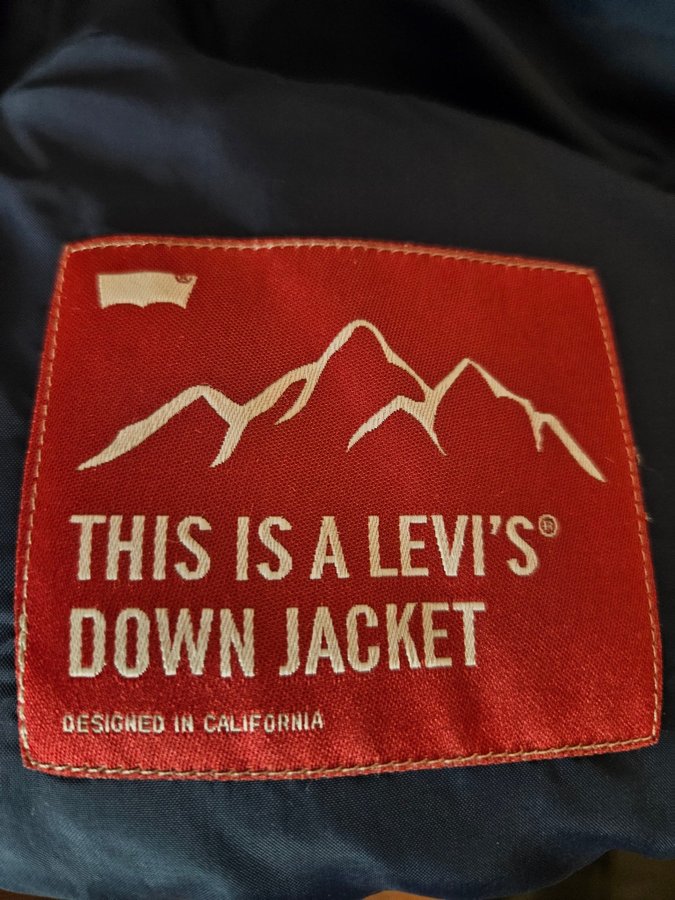 THIS IS A LEVI'S®
DOWN JACKET
DESIGNED IN CALIFORNIA